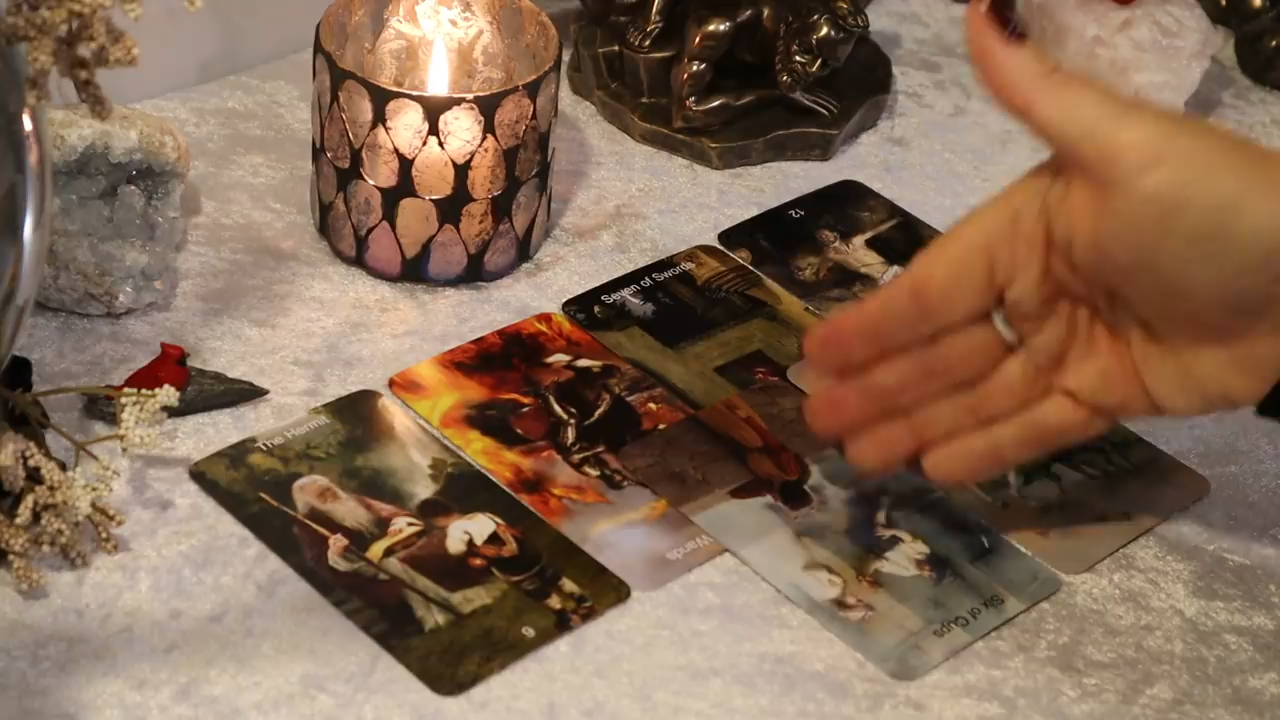 12
Seven of Swords
The Hermit
Wands
Six of Cups
9